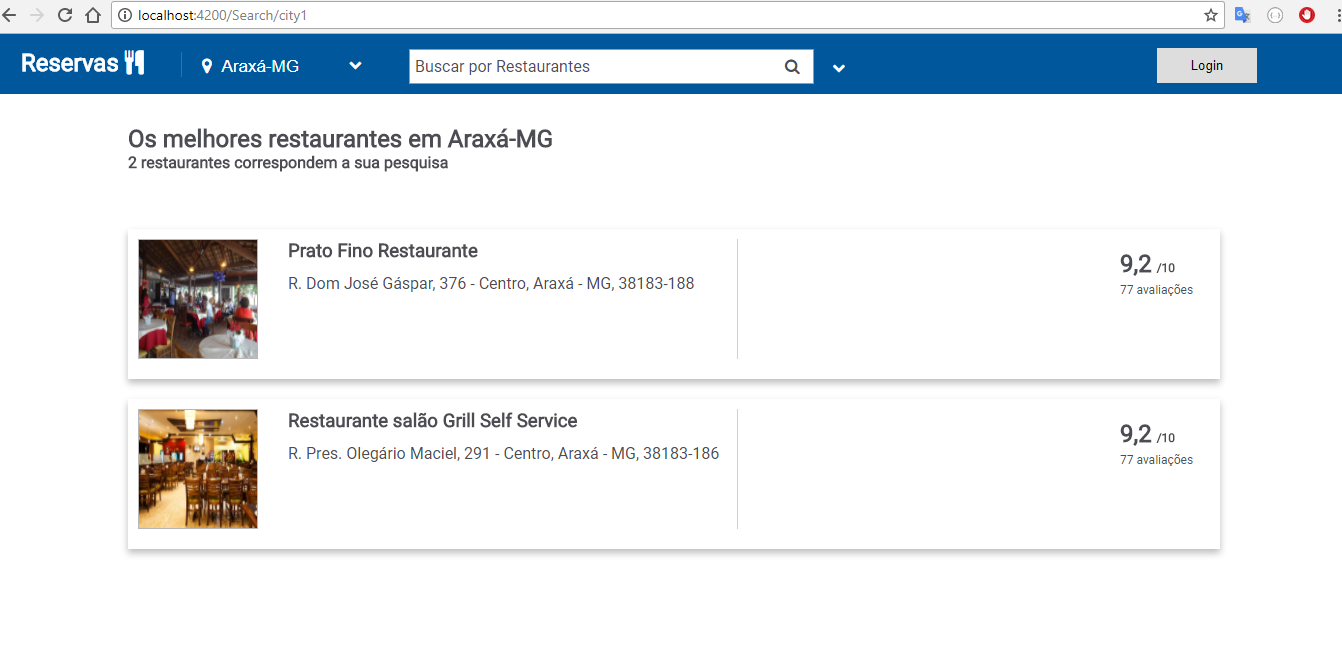 localhost:4200/Search/city1
Reservas
Araxá-MG
Buscar por Restaurantes
Login
Os melhores restaurantes em Araxá-MG
2 restaurantes correspondem a sua pesquisa
Prato Fino Restaurante
R. Dom José Gáspar, 376 - Centro, Araxá - MG, 38183-188
9,2 /10
77 avaliações
Restaurante salão Grill Self Service
R. Pres. Olegário Maciel, 291 - Centro, Araxá - MG, 38183-186
9,2 /10
77 avaliações